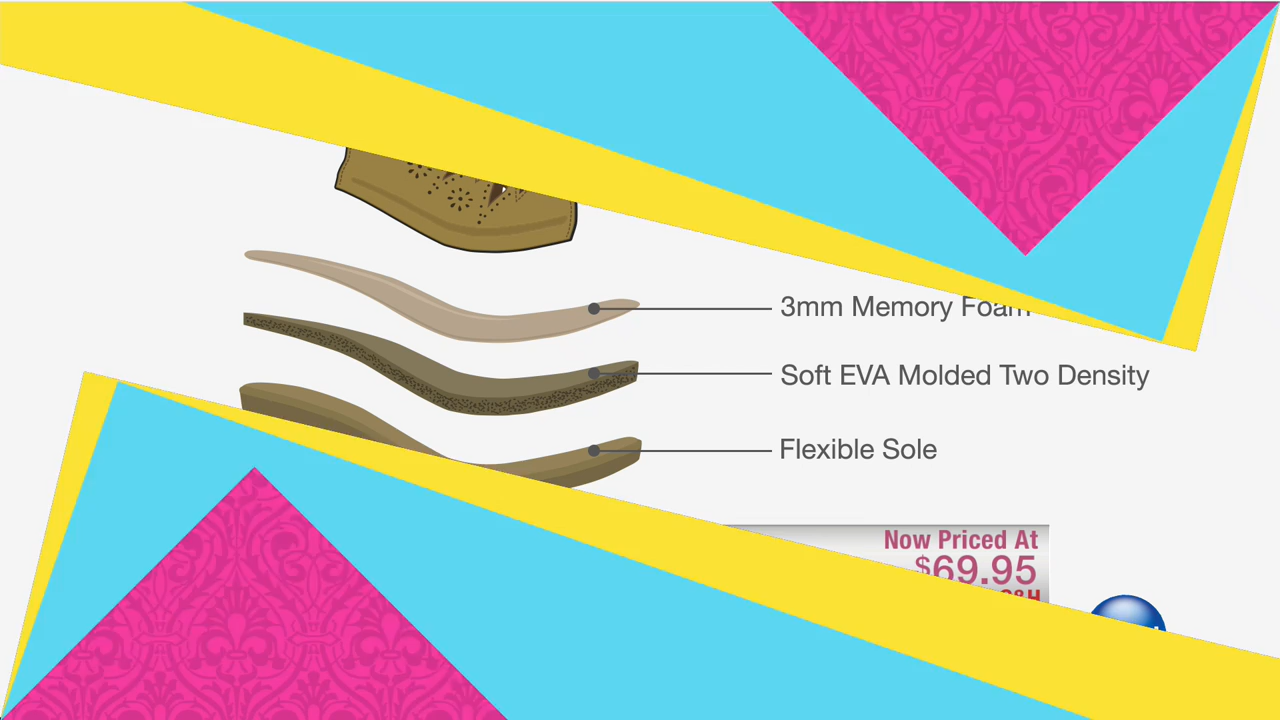 3mm Memory Foam
Soft EVA Molded Two Density
Flexible Sole
Now Priced At
$69.95